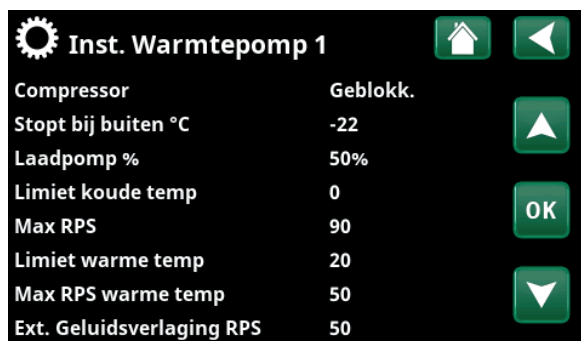 Inst. Warmtepomp 1
Compressor Geblokk.
Stopt bij buiten °C -22
Laadpomp % 50%
Limiet koude temp 0
Max RPS 90
OK
Limiet warme temp 20
Max RPS warme temp 50
Ext. Geluidsverlaging RPS 50